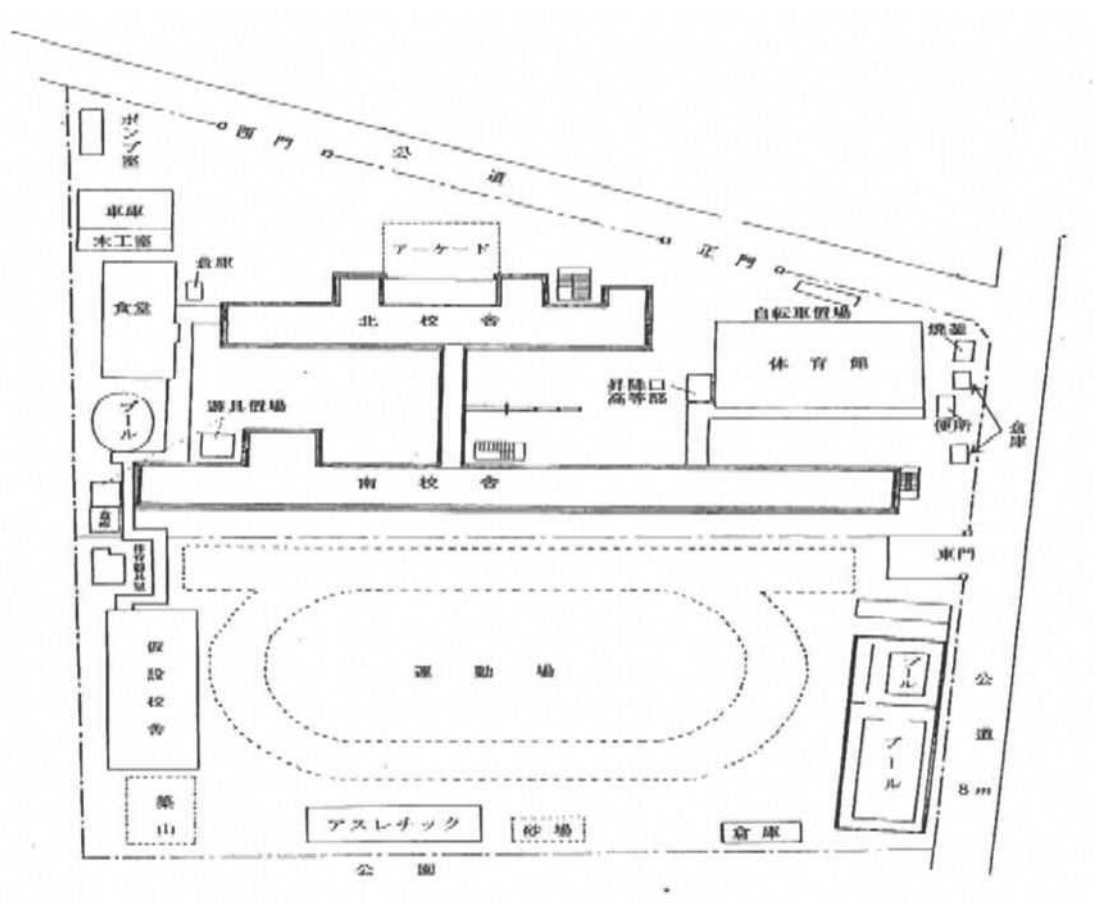 ポンプ室
西門
公道
車庫
木工室
アーケード
正門
倉庫
食堂
北校舎
自転車置場
体育館
焼釜
昇降口
高等部
遊具置場
プール
便所
倉庫
南校舎
倉庫
東門
仮設校舎
運動場
プール
公道
プール
8m
築山
アスレチック
砂場
倉庫
公園